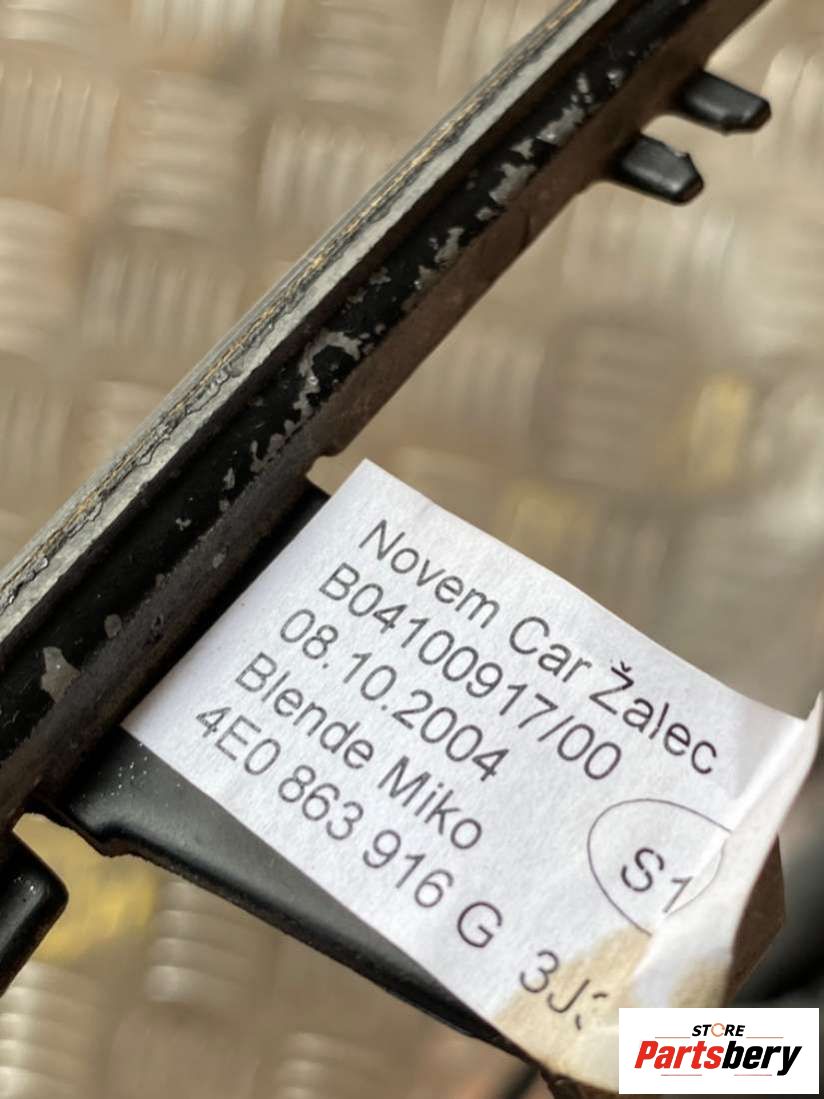 Novem Car Žalec
B04100917/00
08.10.2004
Blende Miko
4E0 863 916 G
S1
STORE
Partsbery